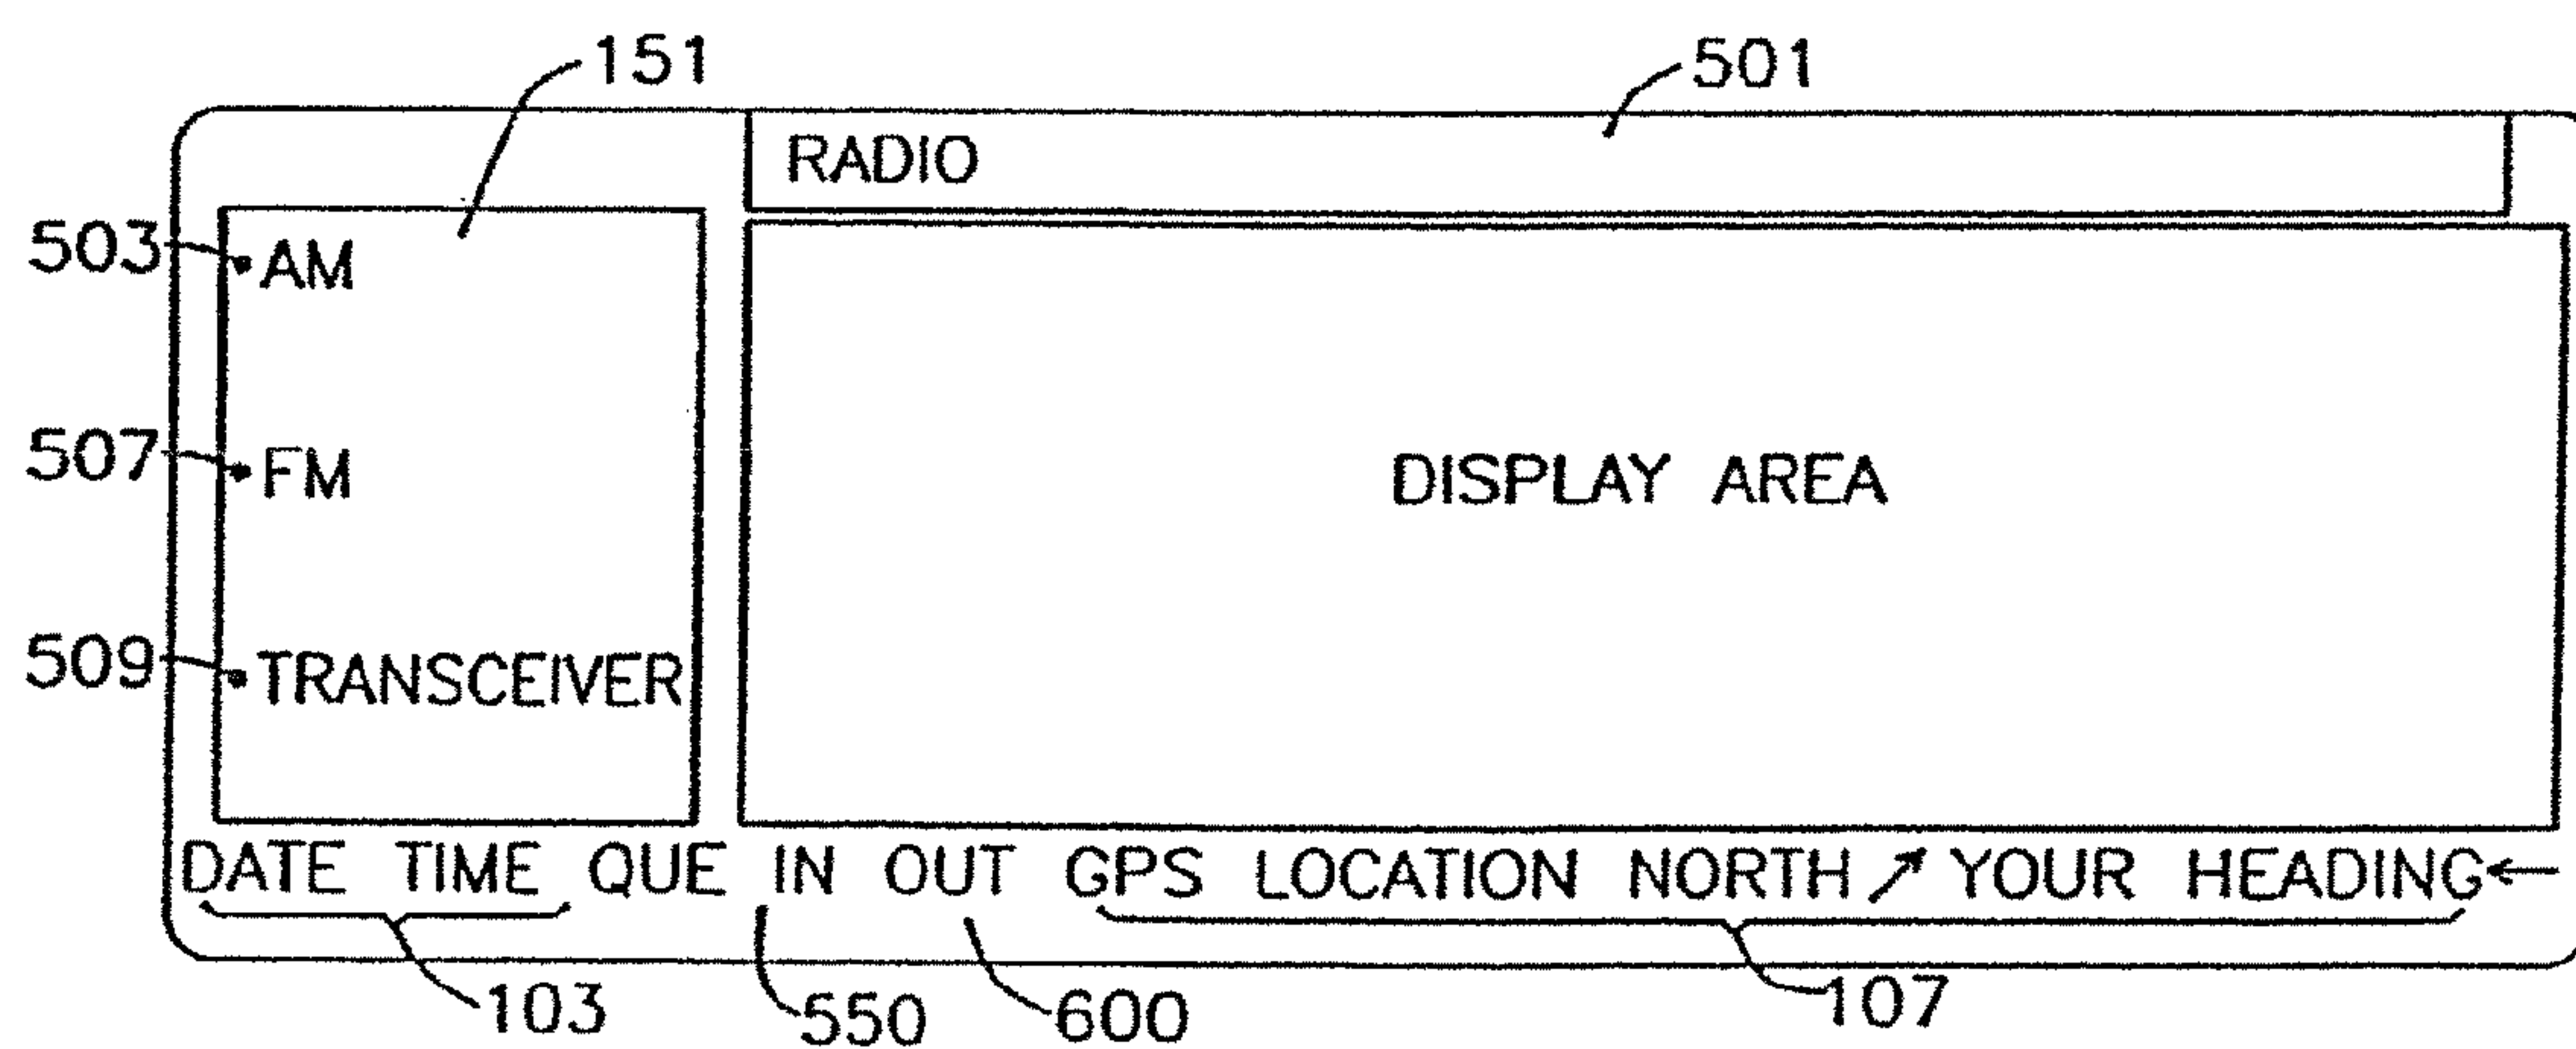 151
501
RADIO
503 AM
507 FM
DISPLAY AREA
509 TRANSCEIVER
DATE TIME QUE IN OUT GPS LOCATION NORTH ↗ YOUR HEADING ←
103
550
600
107